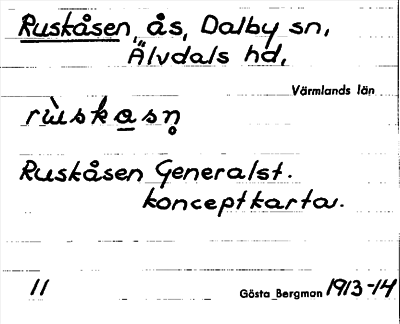 Ruskåsen, ås, Dalby sn,
Älvdals hd,
Värmlands län
rùskasn̥
Ruskåsen Generalst.
konceptkarta.
11 Gösta Bergman 1913-14